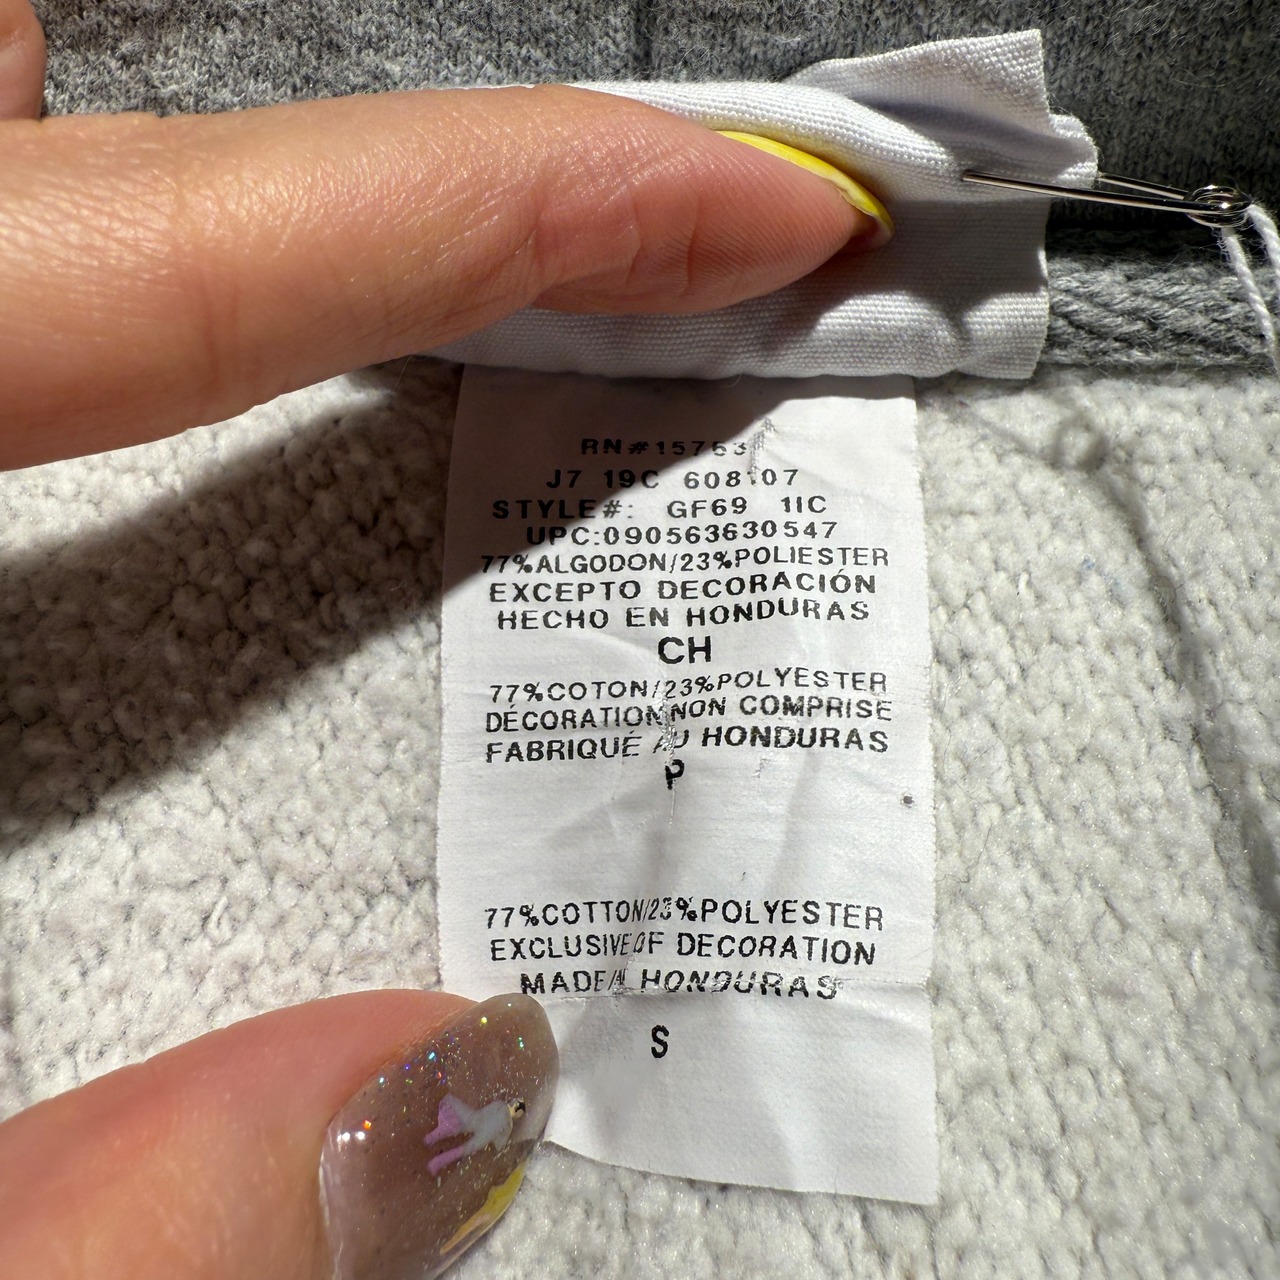 RN#15763
J7 19C 608107
STYLE#: GF69 1IC
UPC:090563630547
77%ALGODON/23%POLIESTER
EXCEPTO DECORACIÓN
HECHO EN HONDURAS
CH
77%COTON/23%POLYESTER
DÉCORATION NON COMPRISE
FABRIQUÉ AU HONDURAS
P
77%COTTON/23%POLYESTER
EXCLUSIVE OF DECORATION
MADE IN HONDURAS
S